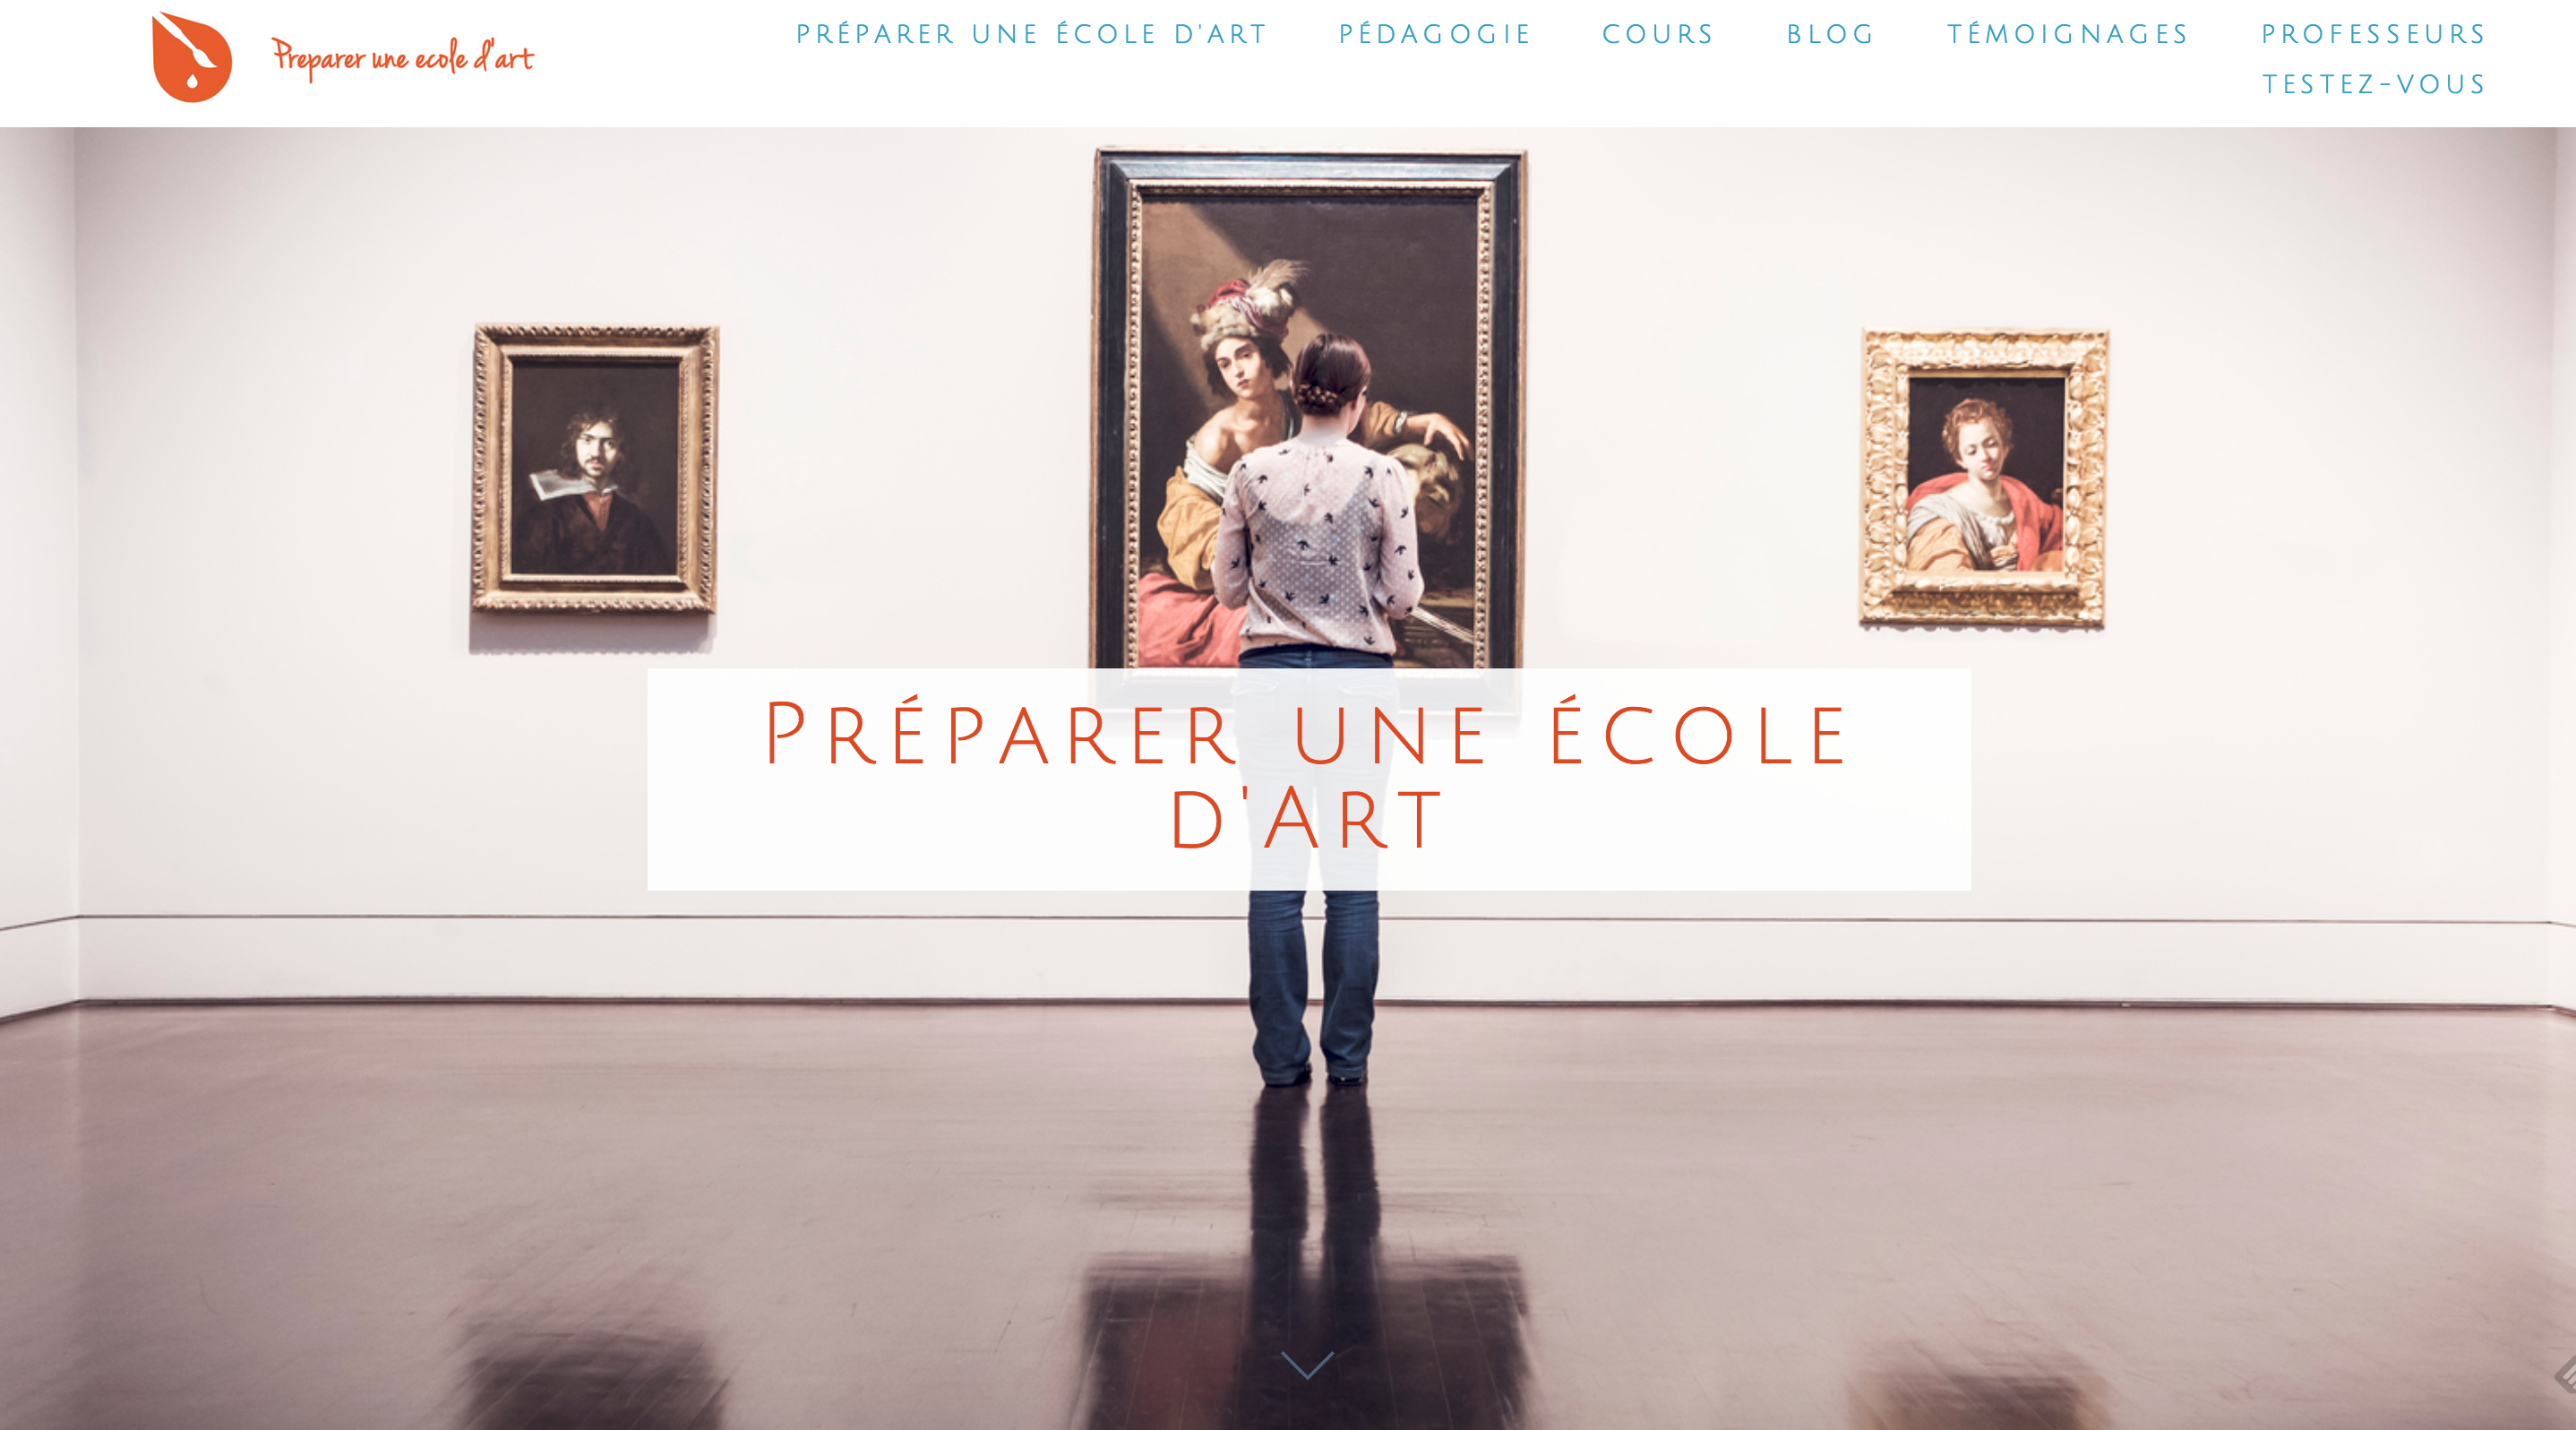 Preparer une ecole d'art
PRÉPARER UNE ÉCOLE D'ART
PÉDAGOGIE
COURS
BLOG
TÉMOIGNAGES
PROFESSEURS
TESTEZ-VOUS
PRÉPARER UNE ÉCOLE
D'ART